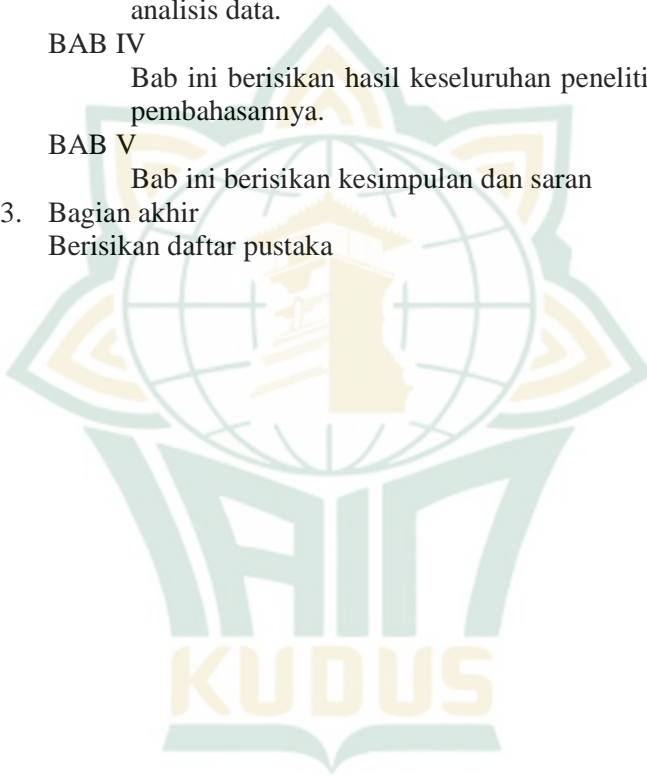 analisis data.
BAB IV
Bab ini berisikan hasil keseluruhan peneliti
pembahasannya.
BAB V
Bab ini berisikan kesimpulan dan saran
3. Bagian akhir
Berisikan daftar pustaka
IAIN
KUDUS